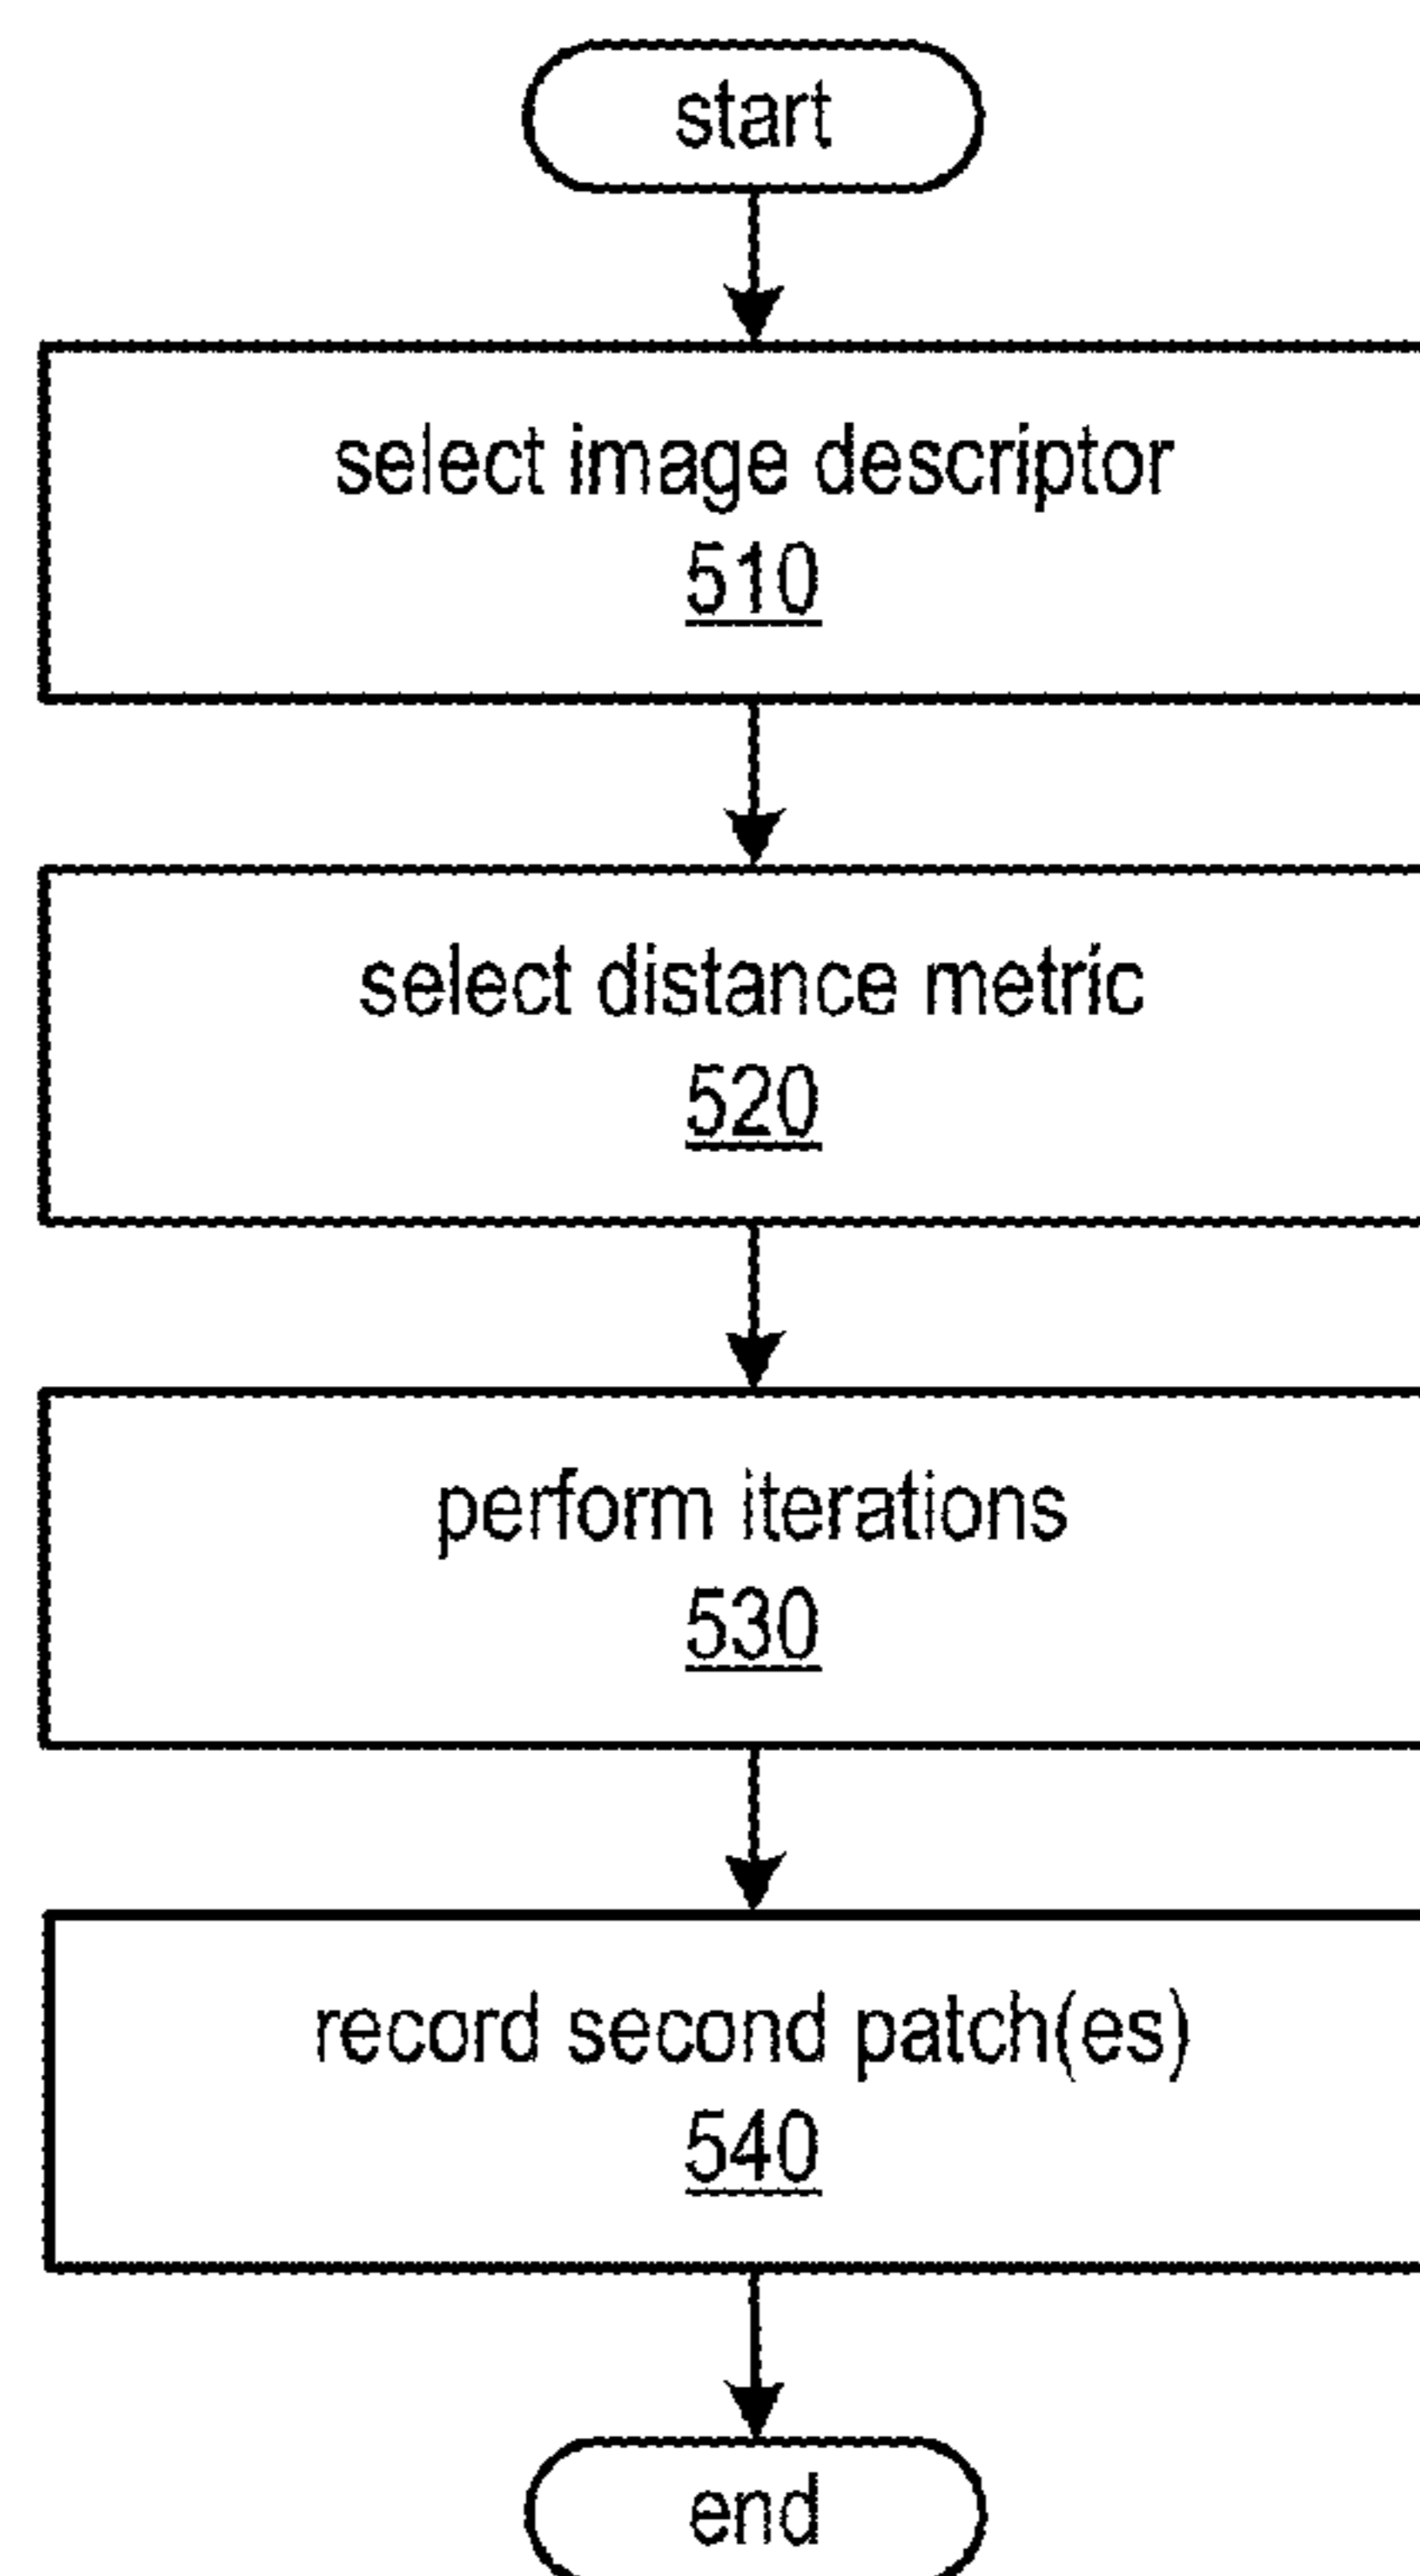 start
select image descriptor
510
select distance metric
520
perform iterations
530
record second patch(es)
540
end